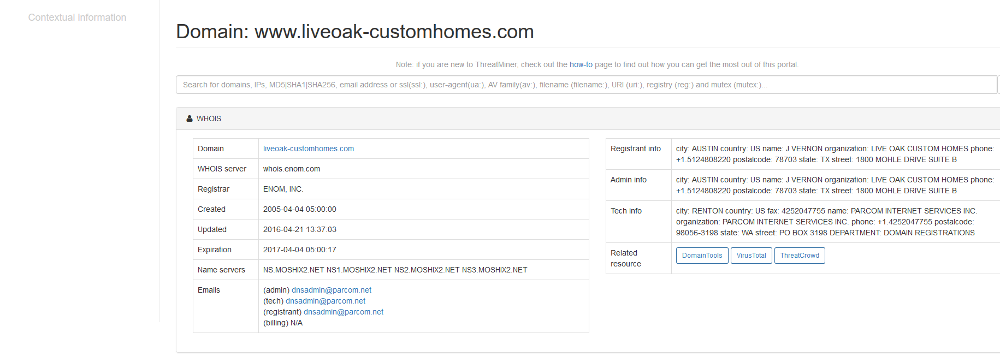 Contextual information
Domain: www.liveoak-customhomes.com
Note: if you are new to ThreatMiner, check out the how-to page to find out how you can get the most out of this portal.
Search for domains, IPs, MD5|SHA1|SHA256, email address or ssl(ssl:), user-agent(ua:), AV family(av:), filename (filename:), URI (uri:), registry (reg:) and mutex (mutex:)...
WHOIS
Domain liveoak-customhomes.com
WHOIS server whois.enom.com
Registrar ENOM, INC.
Created 2005-04-04 05:00:00
Updated 2016-04-21 13:37:03
Expiration 2017-04-04 05:00:17
Name servers NS.MOSHIX2.NET NS1.MOSHIX2.NET NS2.MOSHIX2.NET NS3.MOSHIX2.NET
Emails (admin) dnsadmin@parcom.net
(tech) dnsadmin@parcom.net
(registrant) dnsadmin@parcom.net
(billing) N/A
Registrant info city: AUSTIN country: US name: J VERNON organization: LIVE OAK CUSTOM HOMES phone:
+1.5124808220 postalcode: 78703 state: TX street: 1800 MOHLE DRIVE SUITE B
Admin info city: AUSTIN country: US name: J VERNON organization: LIVE OAK CUSTOM HOMES phone:
+1.5124808220 postalcode: 78703 state: TX street: 1800 MOHLE DRIVE SUITE B
Tech info city: RENTON country: US fax: 4252047755 name: PARCOM INTERNET SERVICES INC.
organization: PARCOM INTERNET SERVICES INC. phone: +1.4252047755 postalcode:
98056-3198 state: WA street: PO BOX 3198 DEPARTMENT: DOMAIN REGISTRATIONS
Related
resource
DomainTools VirusTotal ThreatCrowd